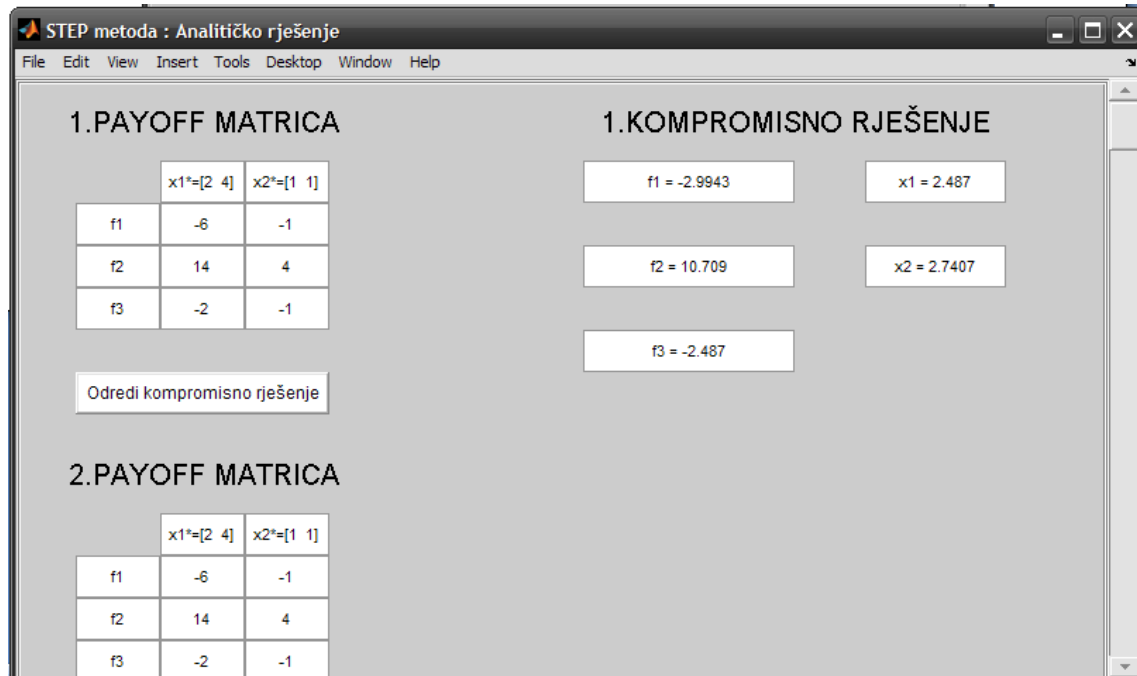 STEP metoda : Analitičko rješenje
File Edit View Insert Tools Desktop Window Help
1.PAYOFF MATRICA
x1*=[2 4] x2*=[1 1]
f1 -6 -1
f2 14 4
f3 -2 -1
Odredi kompromisno rješenje
1.KOMPROMISNO RJEŠENJE
f1 = -2.9943 x1 = 2.487
f2 = 10.709 x2 = 2.7407
f3 = -2.487
2.PAYOFF MATRICA
x1*=[2 4] x2*=[1 1]
f1 -6 -1
f2 14 4
f3 -2 -1